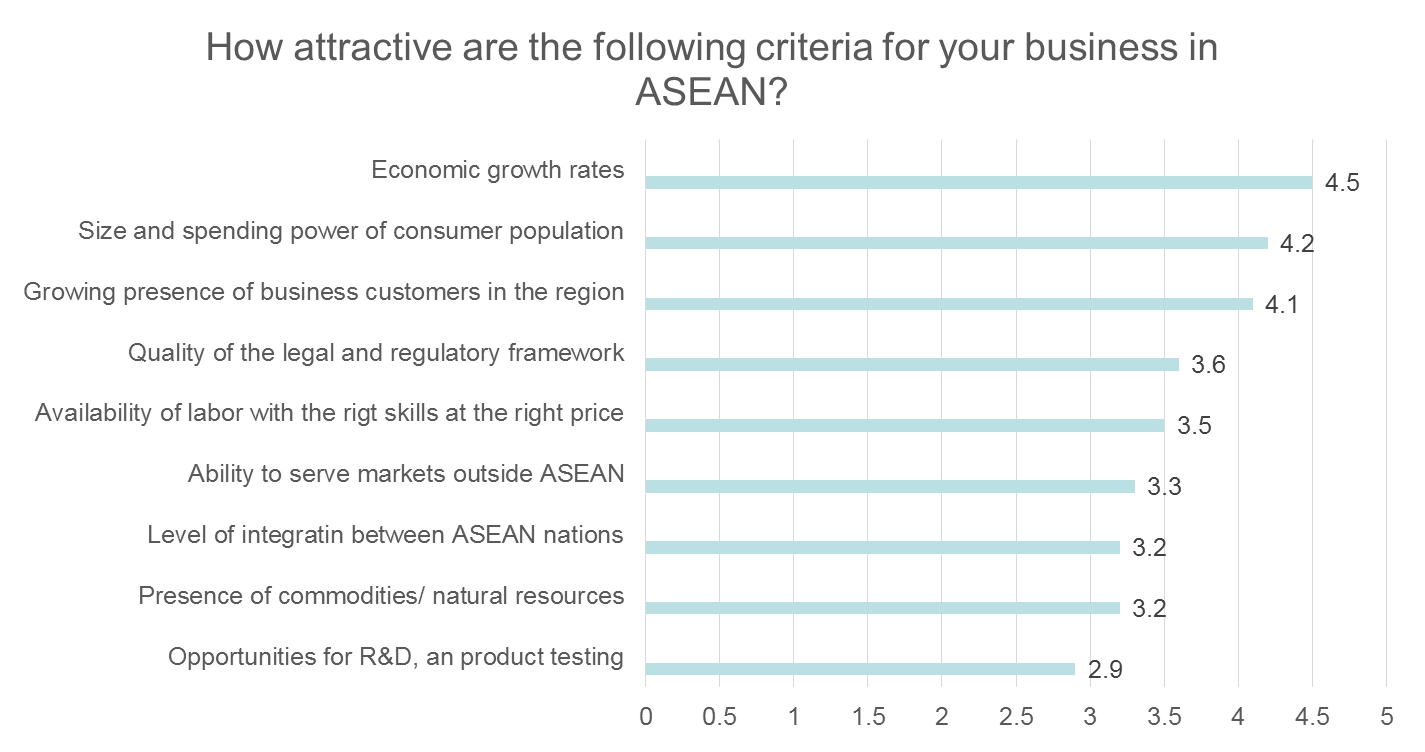 How attractive are the following criteria for your business in
ASEAN?
Economic growth rates
4.5
Size and spending power of consumer population
4.2
Growing presence of business customers in the region
4.1
Quality of the legal and regulatory framework
3.6
Availability of labor with the rigt skills at the right price
3.5
Ability to serve markets outside ASEAN
3.3
Level of integratin between ASEAN nations
3.2
Presence of commodities/ natural resources
3.2
Opportunities for R&D, an product testing
2.9
0 0.5 1 1.5 2 2.5 3 3.5 4 4.5 5